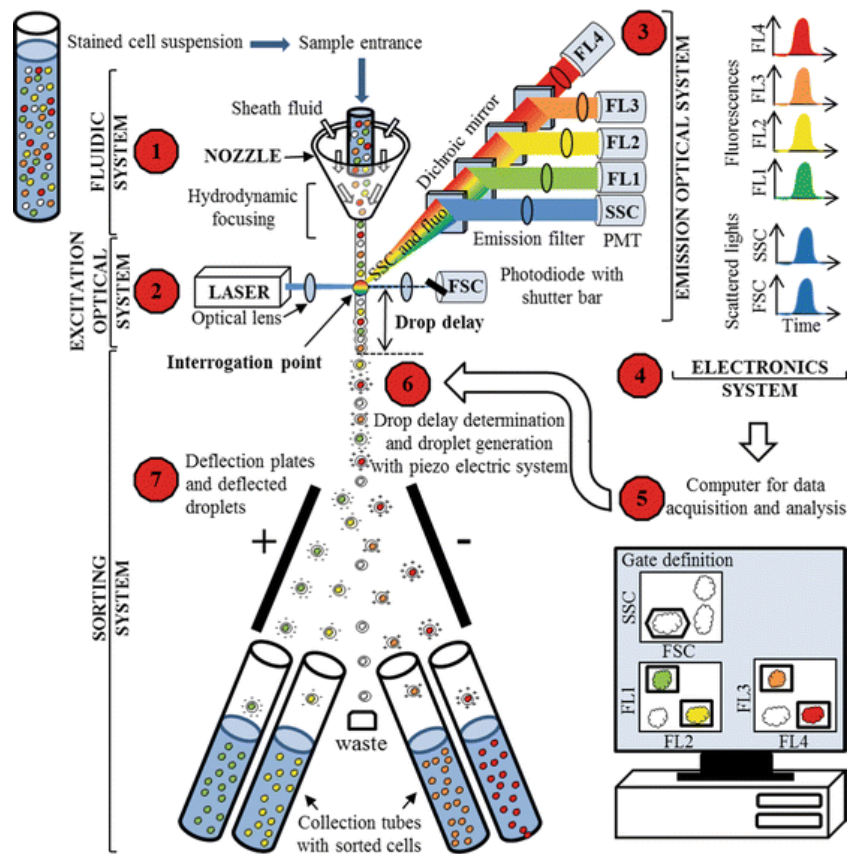 Stained cell suspension
Sample entrance
Sheath fluid
1
FLUIDIC
SYSTEM
NOZZLE
Hydrodynamic
focusing
2
EXCITATION
OPTICAL
SYSTEM
LASER
Optical lens
Interrogation point
SSC and fluo
Dichroic mirror
3
EMISSION OPTICAL SYSTEM
FL4
FL3
FL2
FL1
SSC
Emission filter
PMT
FSC
Photodiode with
shutter bar
Drop delay
Fluorescences
FL4
FL3
FL2
FL1
Scattered lights
SSC
FSC
Time
4
ELECTRONICS
SYSTEM
5
Computer for data
acquisition and analysis
6
Drop delay determination
and droplet generation
with piezo electric system
7
Deflection plates
and deflected
droplets
+
-
SORTING
SYSTEM
waste
Collection tubes
with sorted cells
Gate definition
SSC
FSC
FL1
FL2
FL3
FL4